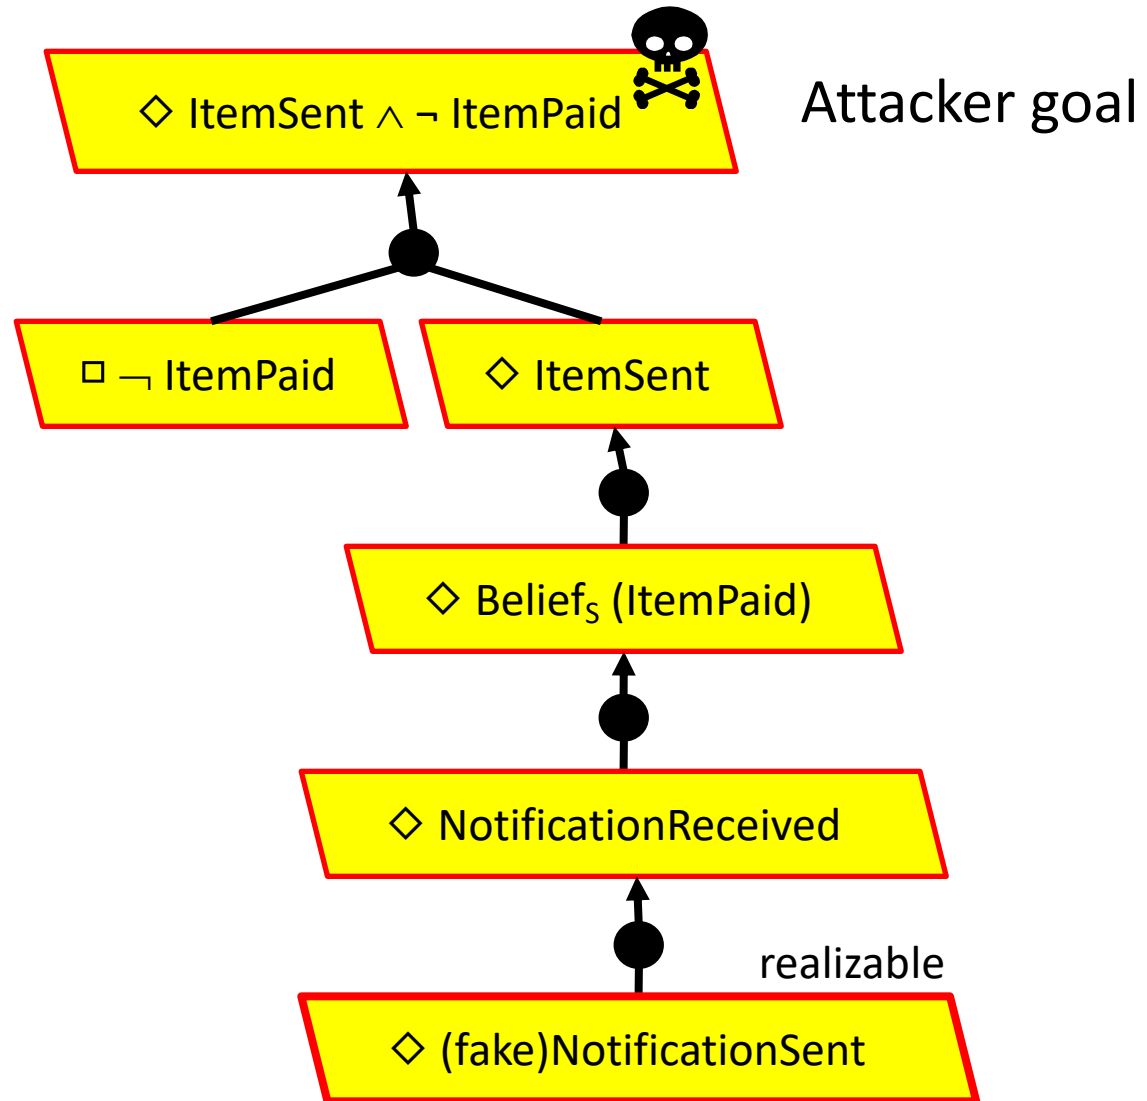 ◇ ItemSent ∧ ¬ ItemPaid
Attacker goal
□ ¬ ItemPaid
◇ ItemSent
◇ Beliefₛ (ItemPaid)
◇ NotificationReceived
realizable
◇ (fake)NotificationSent